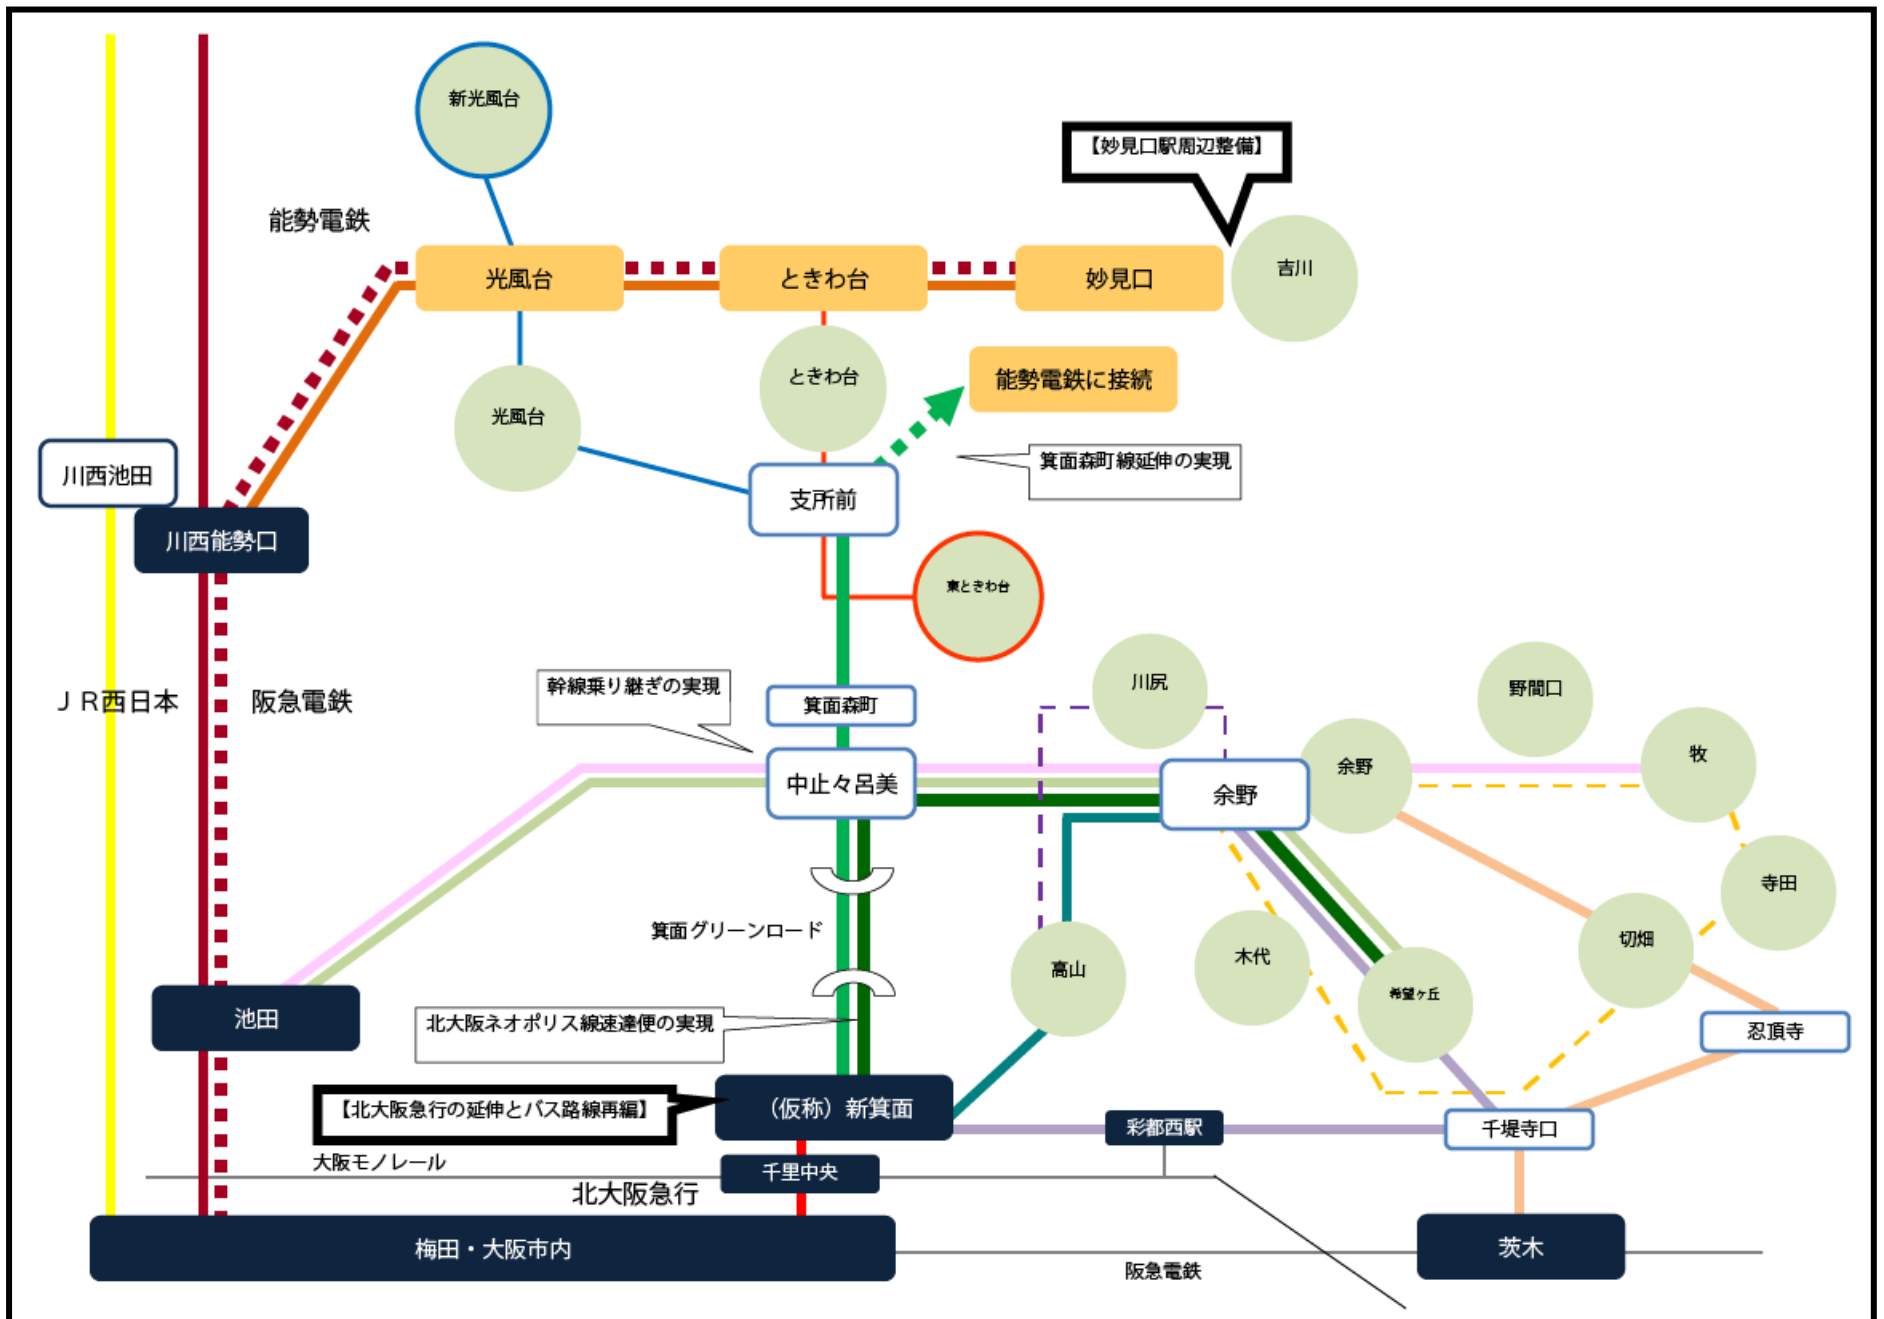 新光風台
【妙見口駅周辺整備】
能勢電鉄
光風台
ときわ台
妙見口
吉川
ときわ台
能勢電鉄に接続
光風台
箕面森町線延伸の実現
川西池田
支所前
川西能勢口
東ときわ台
幹線乗り継ぎの実現
川尻
野間口
ＪＲ西日本
阪急電鉄
箕面森町
余野
牧
中止々呂美
余野
寺田
箕面グリーンロード
切畑
木代
高山
希望ヶ丘
池田
北大阪ネオポリス線速達便の実現
忍頂寺
【北大阪急行の延伸とバス路線再編】
（仮称）新箕面
彩都西駅
千堤寺口
大阪モノレール
千里中央
北大阪急行
梅田・大阪市内
茨木
阪急電鉄